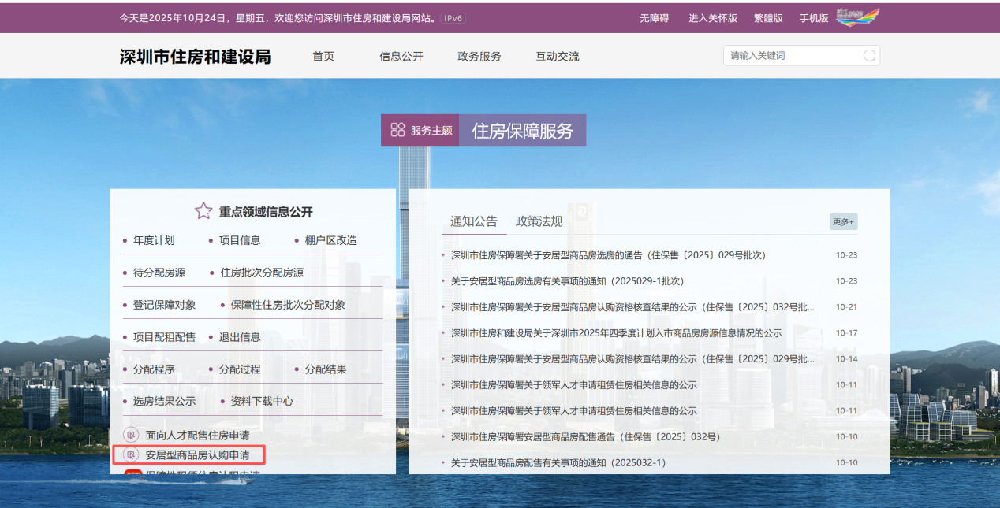 今天是2025年10月24日，星期五，欢迎您访问深圳市住房和建设局网站。 IPv6 无障碍 进入关怀版 繁體版 手机版
深圳市住房和建设局 首页 信息公开 政务服务 互动交流 请输入关键词
服务主题 住房保障服务
重点领域信息公开
年度计划 项目信息 棚户区改造
待分配房源 住房批次分配房源
登记保障对象 保障性住房批次分配对象
项目配租配售 退出信息
分配程序 分配过程 分配结果
选房结果公示 资料下载中心
面向人才配售住房申请
安居型商品房认购申请
通知公告 政策法规 更多+
深圳市住房保障署关于安居型商品房选房的通告（住保售〔2025〕029号批次） 10-23
关于安居型商品房选房有关事项的通知（2025029-1批次） 10-23
深圳市住房保障署关于安居型商品房认购资格核查结果的公示（住保售〔2025〕032号批... 10-21
深圳市住房和建设局关于深圳市2025年四季度计划入市商品房房源信息情况的公示 10-17
深圳市住房保障署关于安居型商品房认购资格核查结果的公示（住保售〔2025〕029号批... 10-14
深圳市住房保障署关于领军人才申请租赁住房相关信息的公示 10-11
深圳市住房保障署关于领军人才申请租赁住房相关信息的公示 10-11
深圳市住房保障署安居型商品房配售通告（住保售〔2025〕032号） 10-10
关于安居型商品房配售有关事项的通知（2025032-1） 10-10